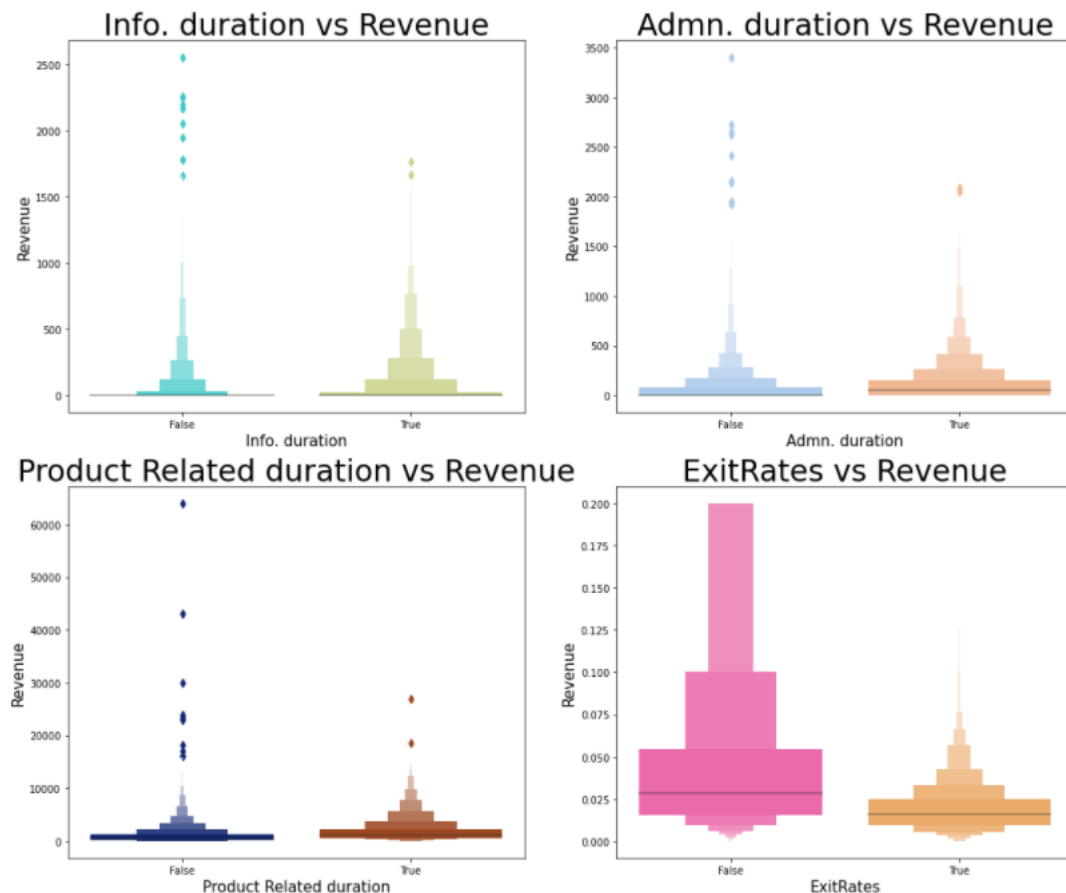 Info. duration vs Revenue
2500
2000
1500
1000
500
0
Revenue
False
True
Info. duration
Admn. duration vs Revenue
3500
3000
2500
2000
1500
1000
500
0
Revenue
False
True
Admn. duration
Product Related duration vs Revenue
60000
50000
40000
30000
20000
10000
0
Revenue
False
True
Product Related duration
ExitRates vs Revenue
0.200
0.175
0.150
0.125
0.100
0.075
0.050
0.025
0.000
Revenue
False
True
ExitRates